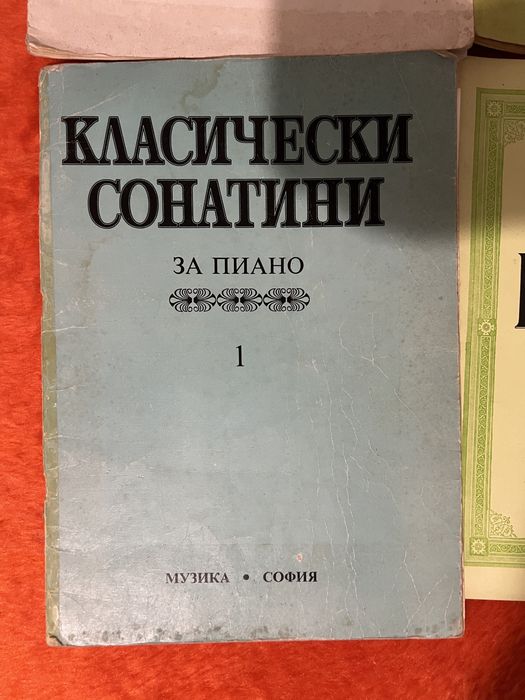 КЛАСИЧЕСКИ
СОНАТИНИ
ЗА ПИАНО
1
МУЗИКА • СОФИЯ